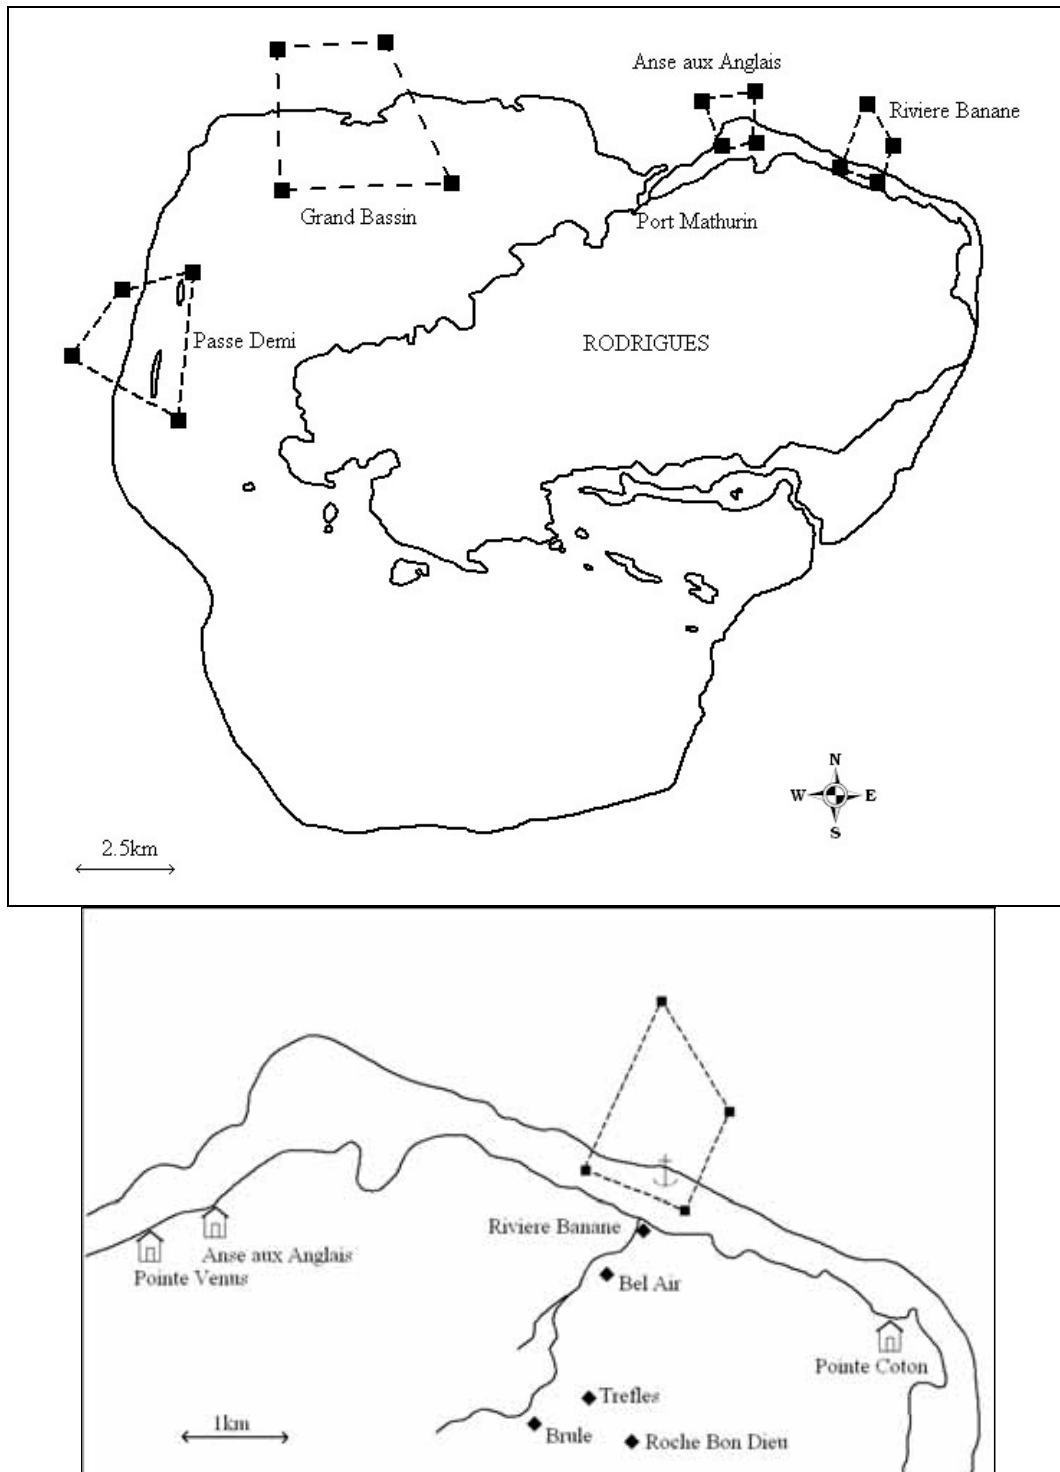 Anse aux Anglais
Riviere Banane
Grand Bassin
Port Mathurin
Passe Demi
RODRIGUES
N
W E
S
2.5km
Riviere Banane
Anse aux Anglais
Pointe Venus
Bel Air
Pointe Coton
Trefles
1km
Brule
Roche Bon Dieu